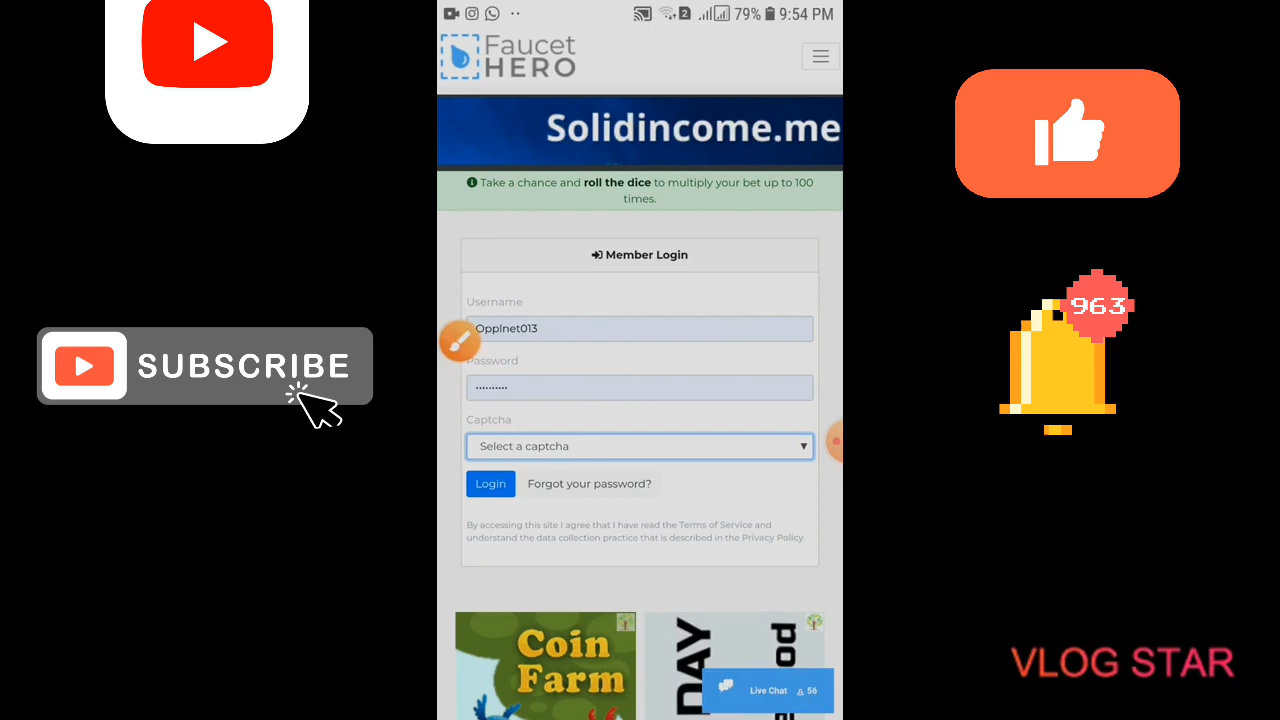 2 79% 9:54 PM
Faucet
HERO
Solidincome.me
Take a chance and roll the dice to multiply your bet up to 100
times.
Member Login
Username
OppInet013
Password
Captcha
Select a captcha
Login Forgot your password?
By accessing this site I agree that I have read the Terms of Service and
understand the data collection practice that is described in the Privacy Policy.
Coin
Farm
DAY
Live Chat 56
SUBSCRIBE
963
VLOG STAR